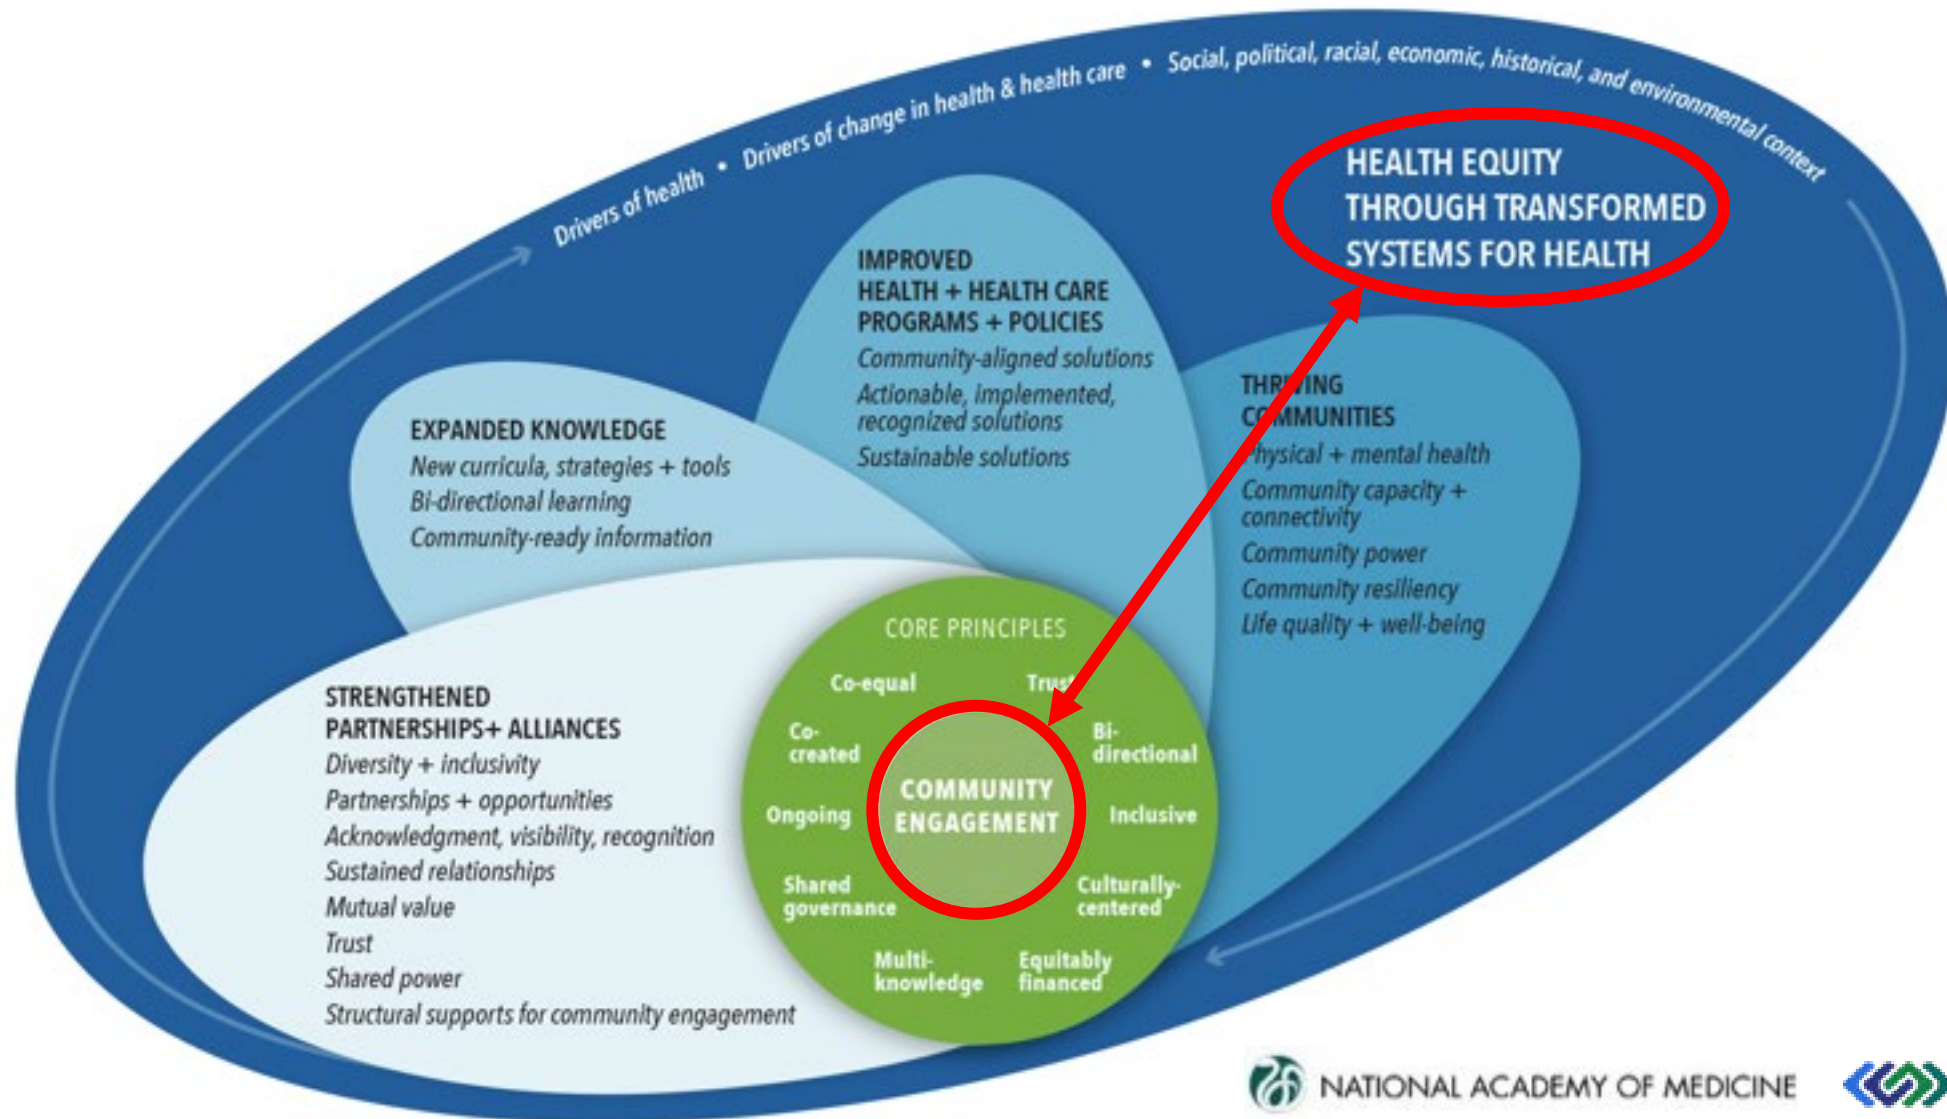 Drivers of health • Drivers of change in health & health care • Social, political, racial, economic, historical, and environmental context
HEALTH EQUITY
THROUGH TRANSFORMED
SYSTEMS FOR HEALTH
IMPROVED
HEALTH + HEALTH CARE
PROGRAMS + POLICIES
Community-aligned solutions
Actionable, implemented,
recognized solutions
Sustainable solutions
THRIVING
COMMUNITIES
Physical + mental health
Community capacity +
connectivity
Community power
Community resiliency
Life quality + well-being
EXPANDED KNOWLEDGE
New curricula, strategies + tools
Bi-directional learning
Community-ready information
STRENGTHENED
PARTNERSHIPS+ ALLIANCES
Diversity + inclusivity
Partnerships + opportunities
Acknowledgment, visibility, recognition
Sustained relationships
Mutual value
Trust
Shared power
Structural supports for community engagement
CORE PRINCIPLES
Co-equal
Trust
Co-
created
Bi-
directional
Ongoing
Inclusive
Shared
governance
Culturally-
centered
Multi-
knowledge
Equitably
financed
COMMUNITY
ENGAGEMENT
NATIONAL ACADEMY OF MEDICINE